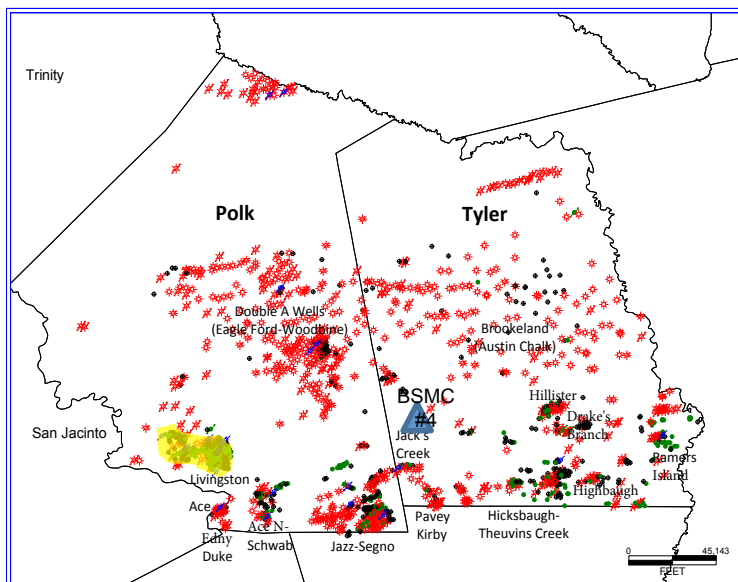 Trinity
Polk
Tyler
Double A Wells
(Eagle Ford-Woodbine)
Brookeland
(Austin Chalk)
BSMC
#4
Hillister
Drake's
Branch
San Jacinto
Jack's
Creek
Livingston
Bamers
Island
Highbaugh
Ace
Ace N-
Schwab
Edny
Duke
Jazz-Segno
Pavey
Kirby
Hicksbaugh-
Theuvins Creek
0 45,143
FEET